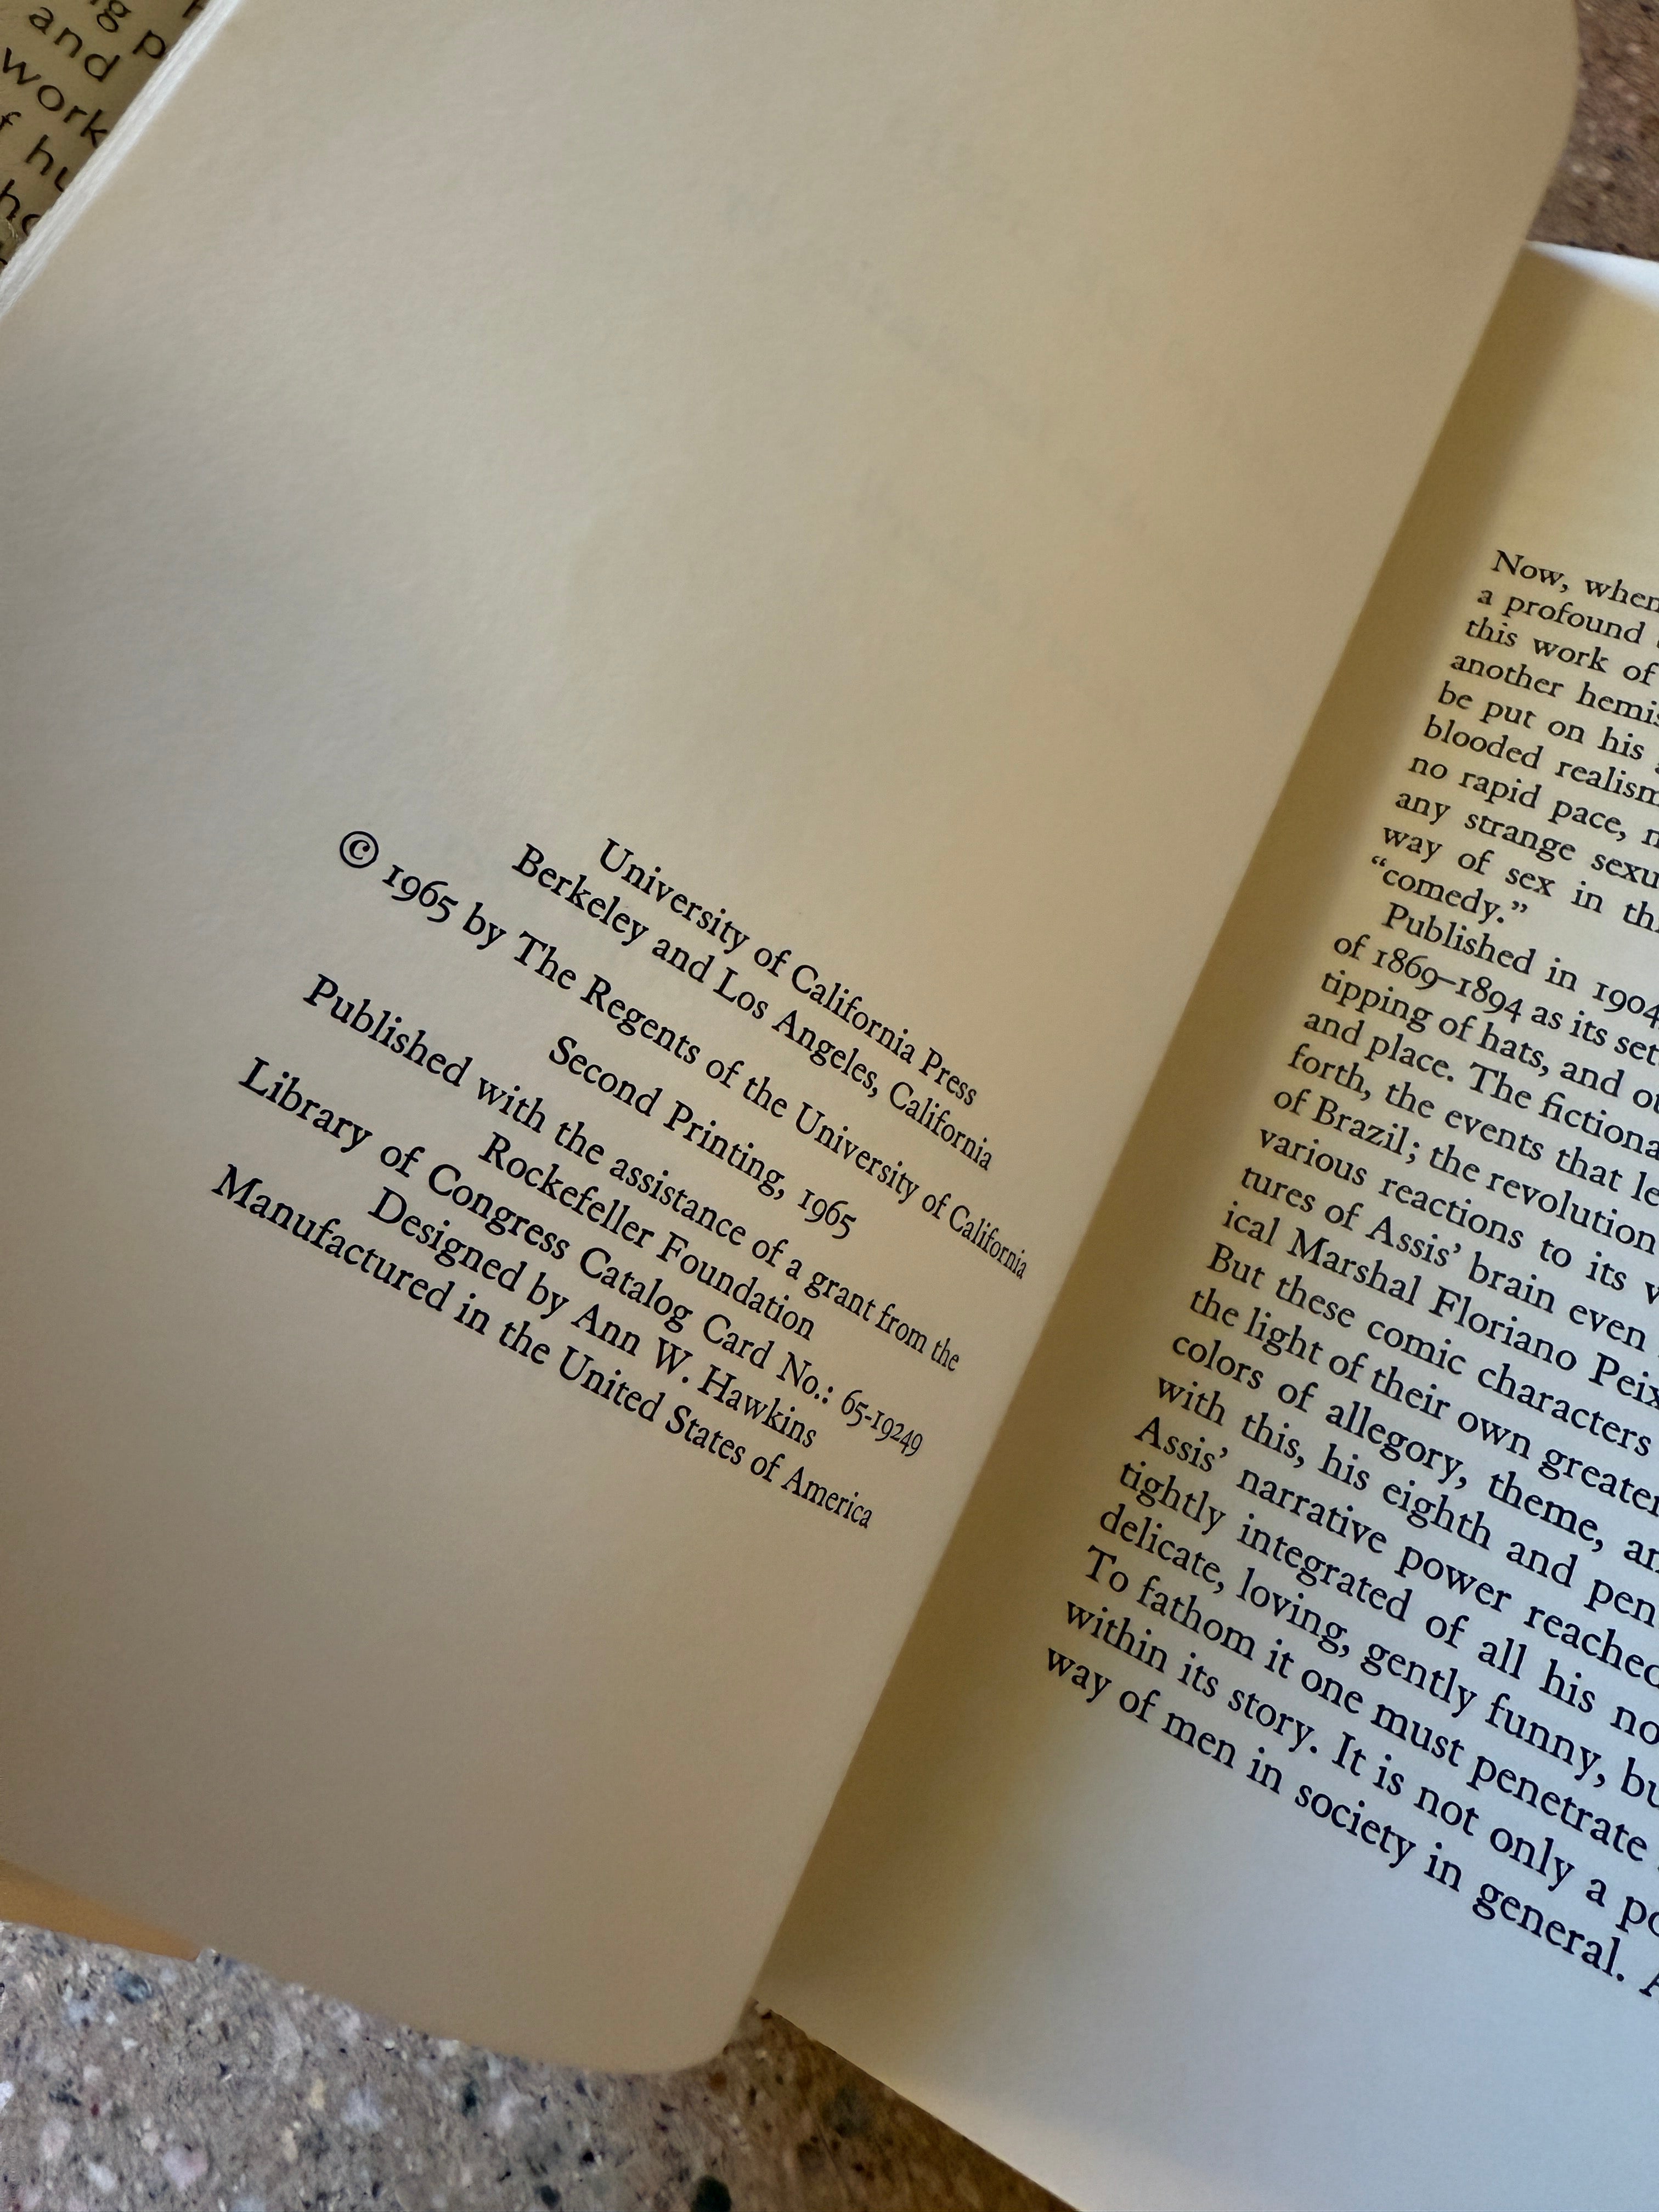 and
work
University of California Press
Berkeley and Los Angeles, California
© 1965 by The Regents of the University of California
Second Printing, 1965
Published with the assistance of a grant from the
Rockefeller Foundation
Library of Congress Catalog Card No.: 65-19249
Designed by Ann W. Hawkins
Manufactured in the United States of America
Now, when
a profound
this work of
another hemis
be put on his
blooded realism
no rapid pace,
any strange sexu
way of sex in th
“comedy.”
Published in 1904
of 1869–1894 as its set
tipping of hats, and ou
and place. The fictiona
forth, the events that le
of Brazil; the revolution
various reactions to its
tures of Assis’ brain even
ical Marshal Floriano Peix
But these comic characters
the light of their own greater
colors of allegory, theme, an
with this, his eighth and pen
Assis’ narrative power reached
tightly integrated of all his no
delicate, loving, gently funny, bu
To fathom it one must penetrate
within its story. It is not only a po
way of men in society in general. A